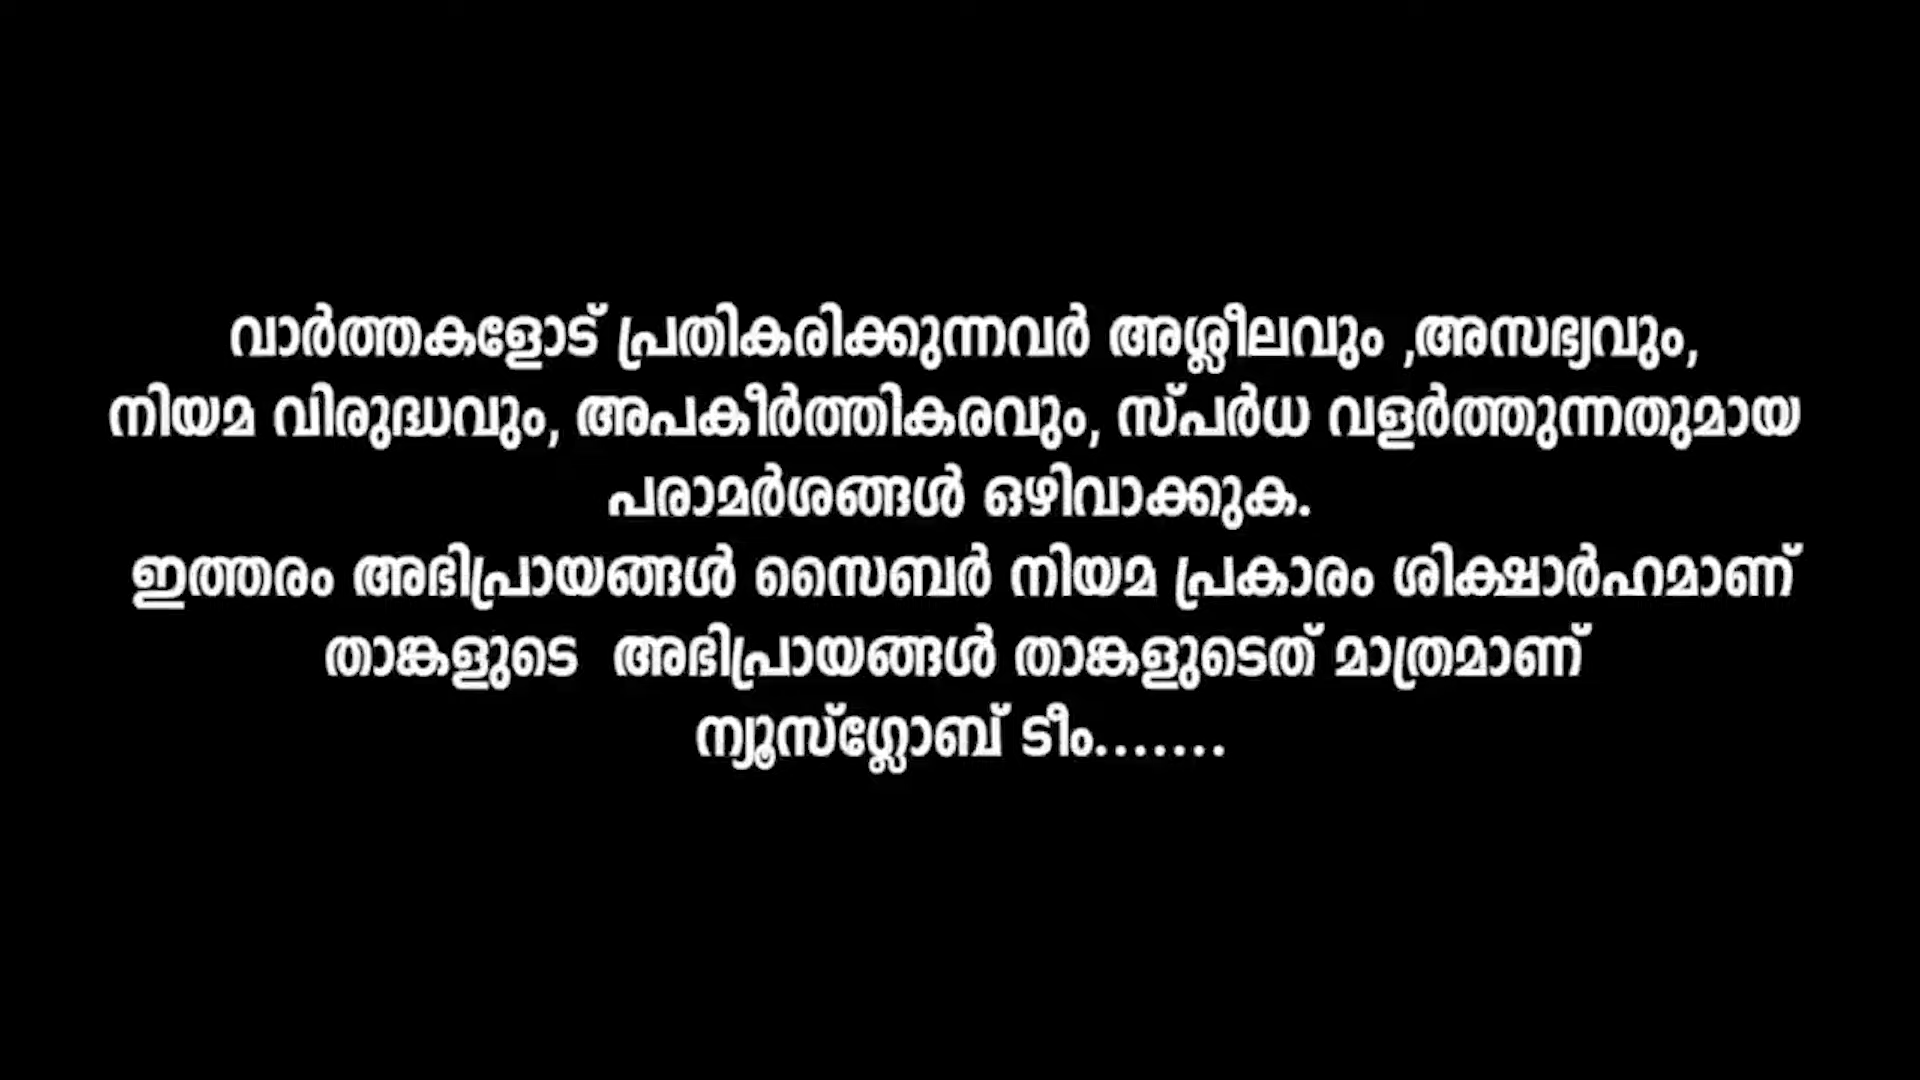 വാർത്തകളോട് പ്രതികരിക്കുന്നവർ അശ്ലീലവും ,അസഭ്യവും,
നിയമ വിരുദ്ധവും, അപകീർത്തികരവും, സ്പർധ വളർത്തുന്നതുമായ
പരാമർശങ്ങൾ ഒഴിവാക്കുക.
ഇത്തരം അഭിപ്രായങ്ങൾ സൈബർ നിയമ പ്രകാരം ശിക്ഷാർഹമാണ്
താങ്കളുടെ  അഭിപ്രായങ്ങൾ താങ്കളുടെത് മാത്രമാണ്
ന്യൂസ്ഗ്ലോബ് ടീം.......